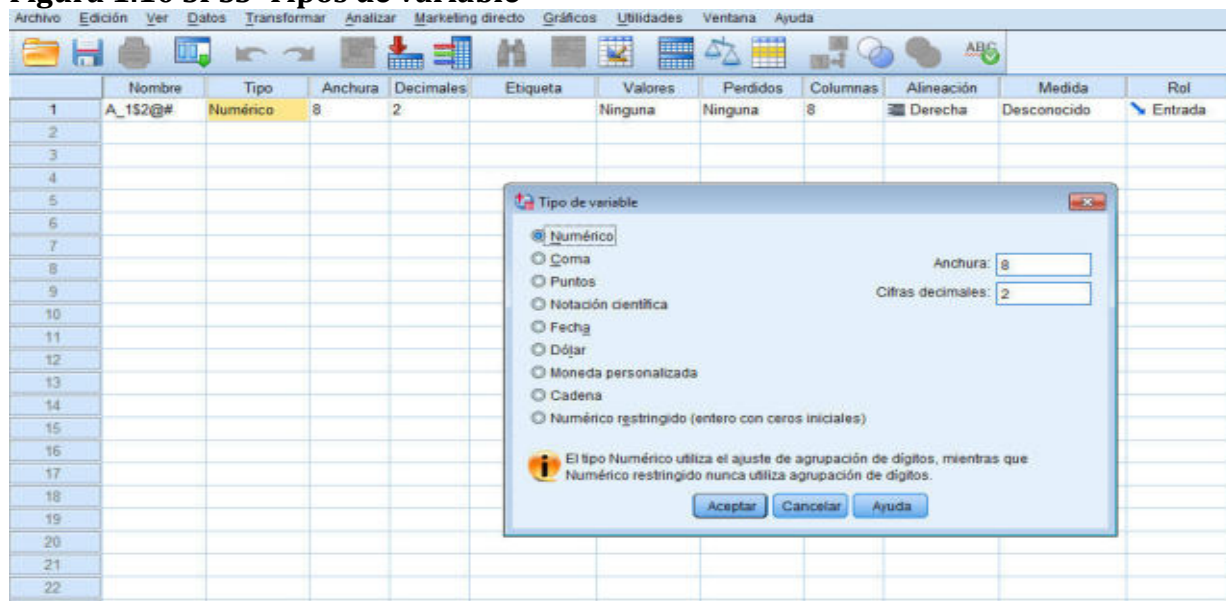 Figura 1.10 SPSS- Tipos de variable
Archivo Edición Ver Datos Transformar Analizar Marketing directo Gráficos Utilidades Ventana Ayuda
Nombre Tipo Anchura Decimales Etiqueta Valores Perdidos Columnas Alineación Medida Rol
1 A_1$2@# Numérico 8 2 Ninguna Ninguna 8 Derecha Desconocido Entrada
2
3
4
5
6
7
8
9
10
11
12
13
14
15
16
17
18
19
20
21
22
Tipo de variable
Numérico
Coma
Puntos
Notación científica
Fecha
Dólar
Moneda personalizada
Cadena
Numérico restringido (entero con ceros iniciales)
Anchura: 8
Cifras decimales: 2
El tipo Numérico utiliza el ajuste de agrupación de dígitos, mientras que
Numérico restringido nunca utiliza agrupación de dígitos.
Aceptar Cancelar Ayuda